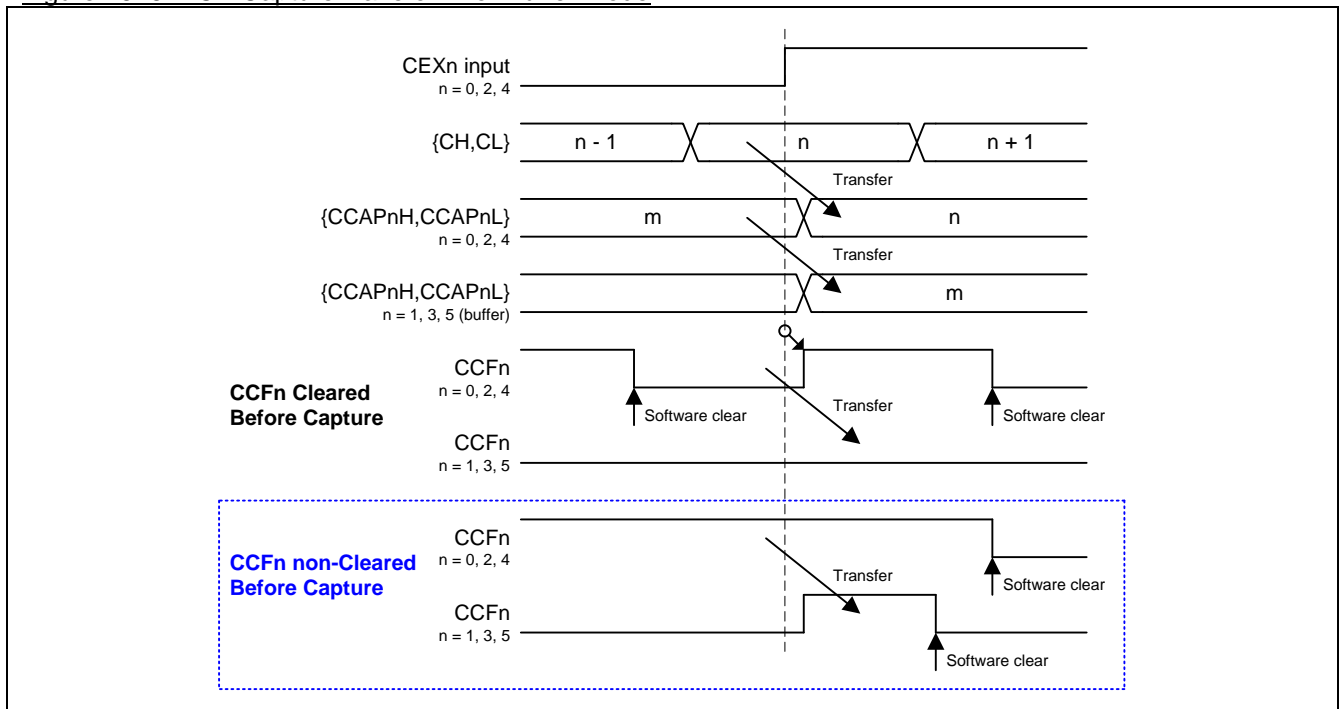 CEXn input
n = 0, 2, 4
{CH,CL}
n - 1
n
n + 1
Transfer
{CCAPnH,CCAPnL}
n = 0, 2, 4
m
n
Transfer
{CCAPnH,CCAPnL}
n = 1, 3, 5 (buffer)
m
CCFn Cleared
Before Capture
CCFn
n = 0, 2, 4
Software clear
Transfer
Software clear
CCFn
n = 1, 3, 5
CCFn non-Cleared
Before Capture
CCFn
n = 0, 2, 4
Transfer
Software clear
CCFn
n = 1, 3, 5
Software clear